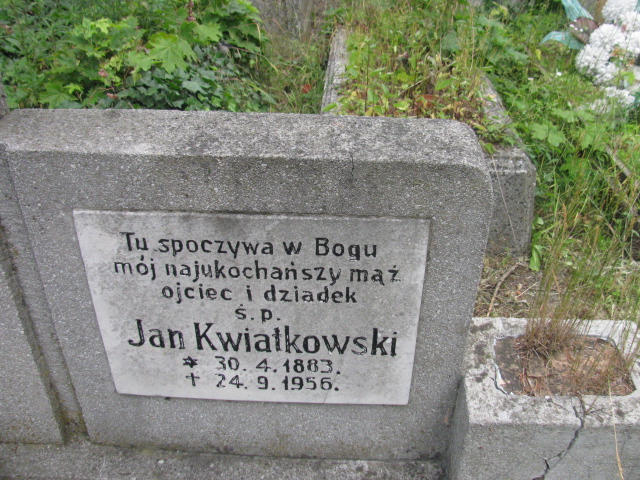 Tu spoczywa w Bogu
mój najukochańszy mąż
ojciec i dziadek
ś.p.
Jan Kwiatkowski
* 30.4.1883.
† 24.9.1956.